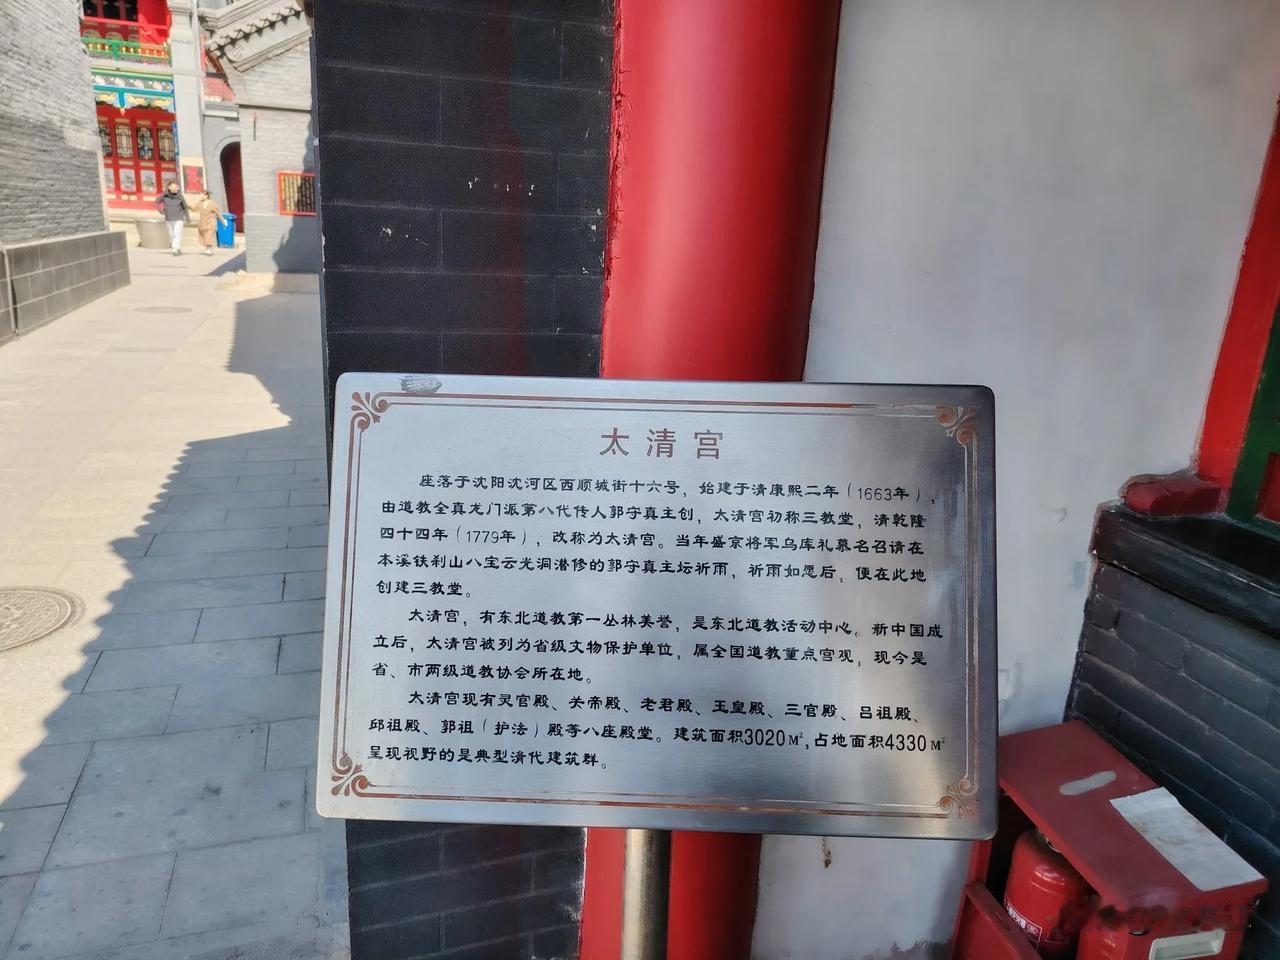 太清宫
座落于沈阳沈河区西顺城街十六号，始建于清康熙二年（1663年），
由道教全真龙门派第八代传人郭守真主创，太清宫初称三教堂，清乾隆
四十四年（1779年），改称为太清宫。当年盛京将军乌库礼慕名召请在
本溪铁刹山八宝云光洞潜修的郭守真主坛祈雨，祈雨如愿后，便在此地
创建三教堂。
太清宫，有东北道教第一丛林美誉，是东北道教活动中心。新中国成
立后，太清宫被列为省级文物保护单位，属全国道教重点宫观，现今是
省、市两级道教协会所在地。
太清宫现有灵官殿、关帝殿、老君殿、玉皇殿、三官殿、吕祖殿、
邱祖殿、郭祖（护法）殿等八座殿堂。建筑面积3020M²,占地面积4330M²
呈现视野的是典型清代建筑群。